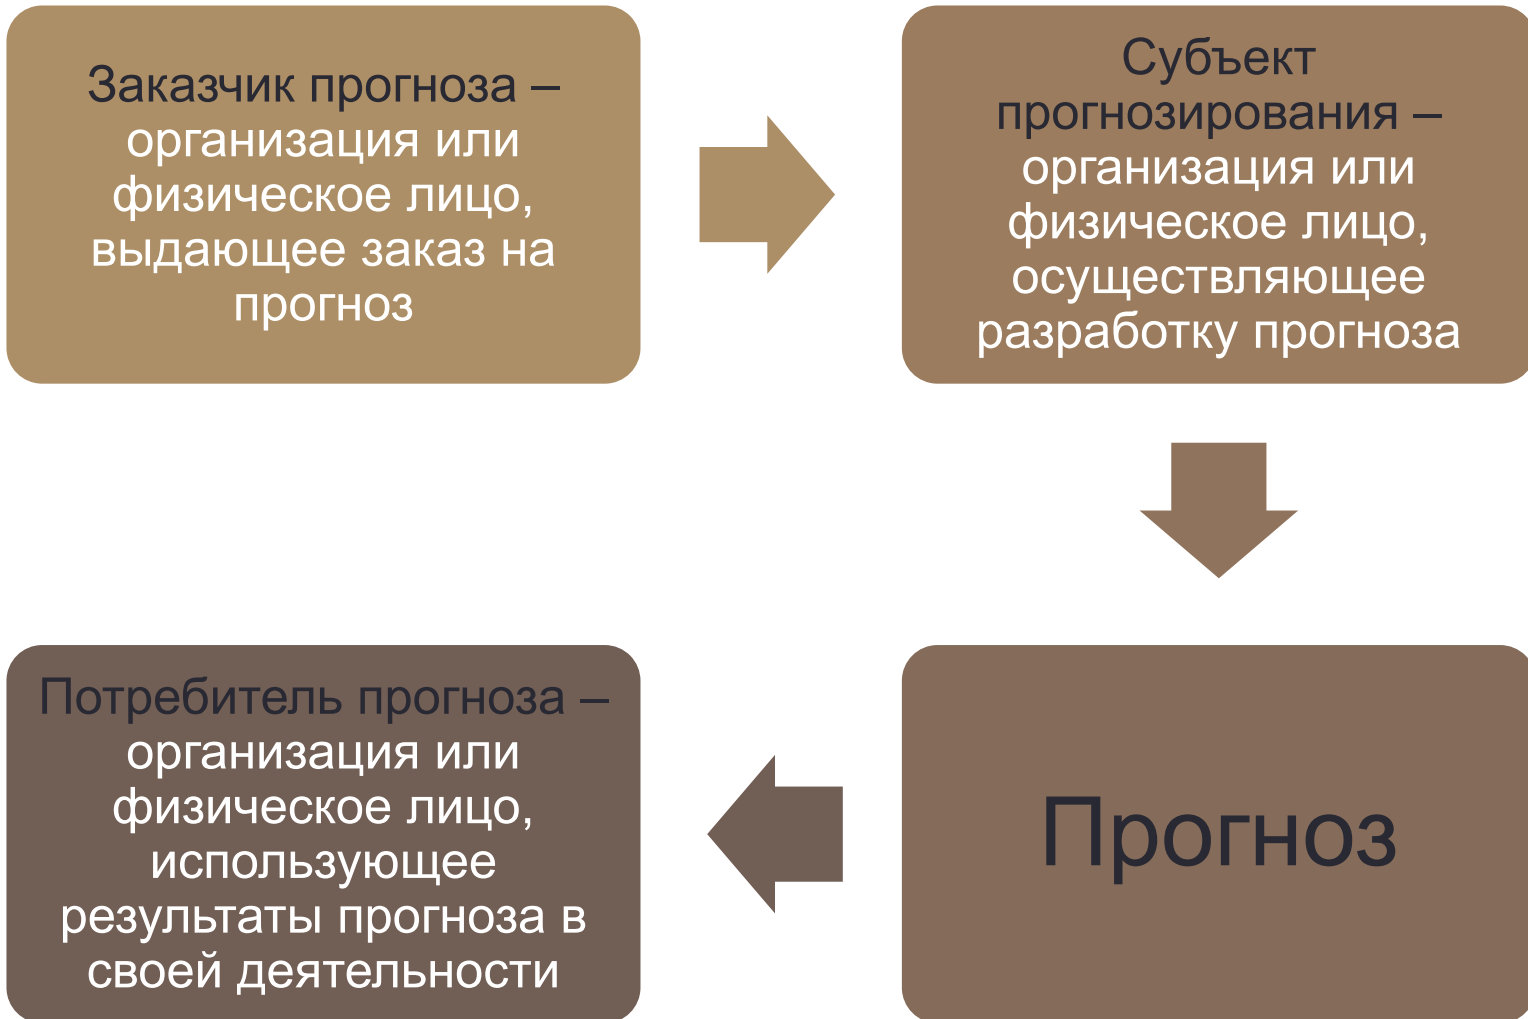 Заказчик прогноза –
организация или
физическое лицо,
выдающее заказ на
прогноз
Субъект
прогнозирования –
организация или
физическое лицо,
осуществляющее
разработку прогноза
Прогноз
Потребитель прогноза –
организация или
физическое лицо,
использующее
результаты прогноза в
своей деятельности